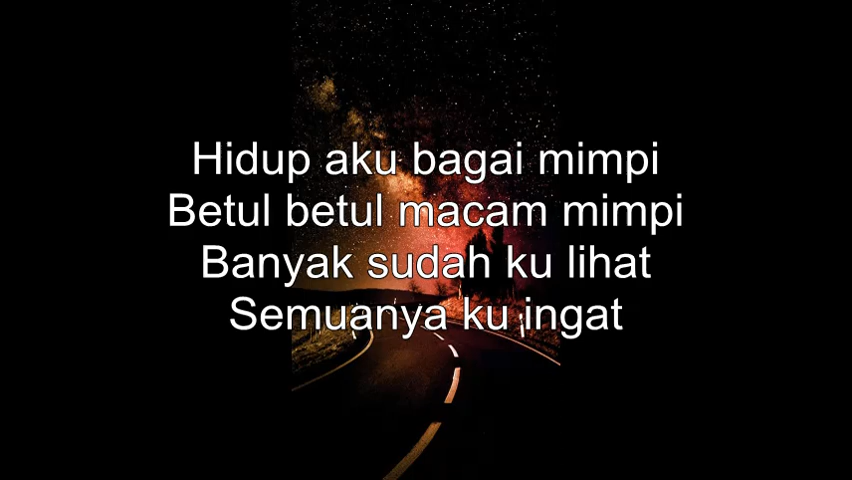 Hidup aku bagai mimpi
Betul betul macam mimpi
Banyak sudah ku lihat
Semuanya ku ingat